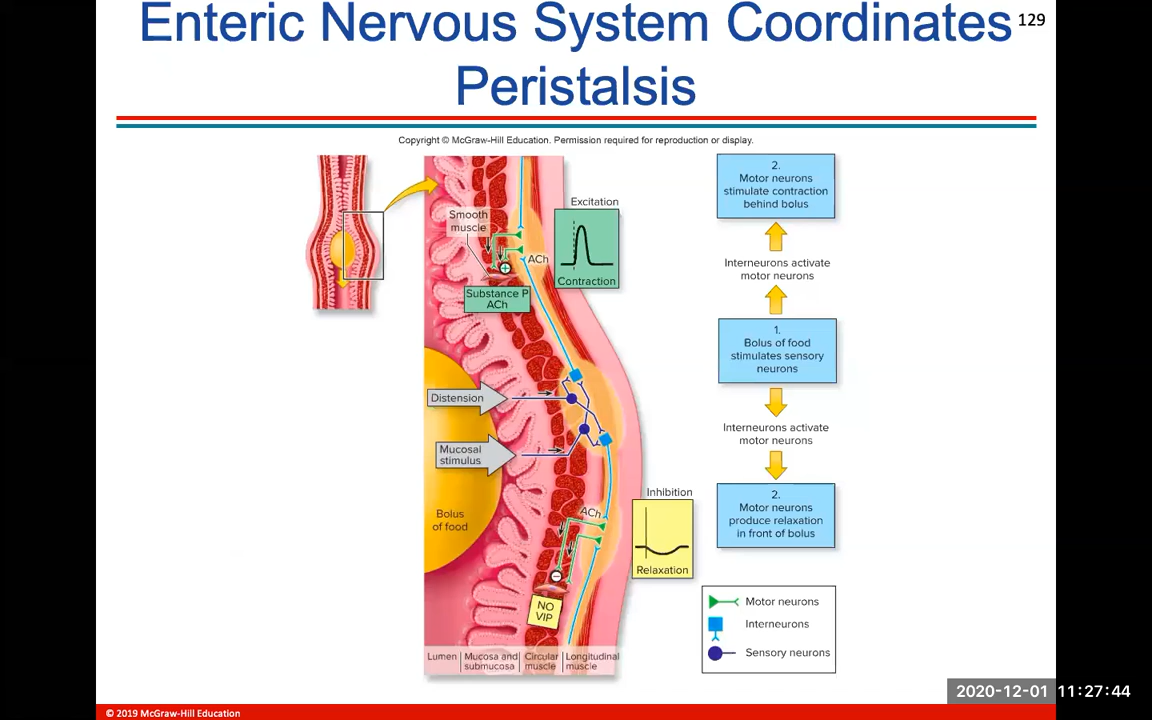 Enteric Nervous System Coordinates
129
Peristalsis
Copyright © McGraw-Hill Education. Permission required for reproduction or display.
Smooth
muscle
Excitation
ACh
Contraction
Substance P
ACh
Distension
Mucosal
stimulus
Bolus
of food
ACh
Inhibition
Relaxation
NO
VIP
Lumen
Mucosa and
submucosa
Circular
muscle
Longitudinal
muscle
2.
Motor neurons
stimulate contraction
behind bolus
Interneurons activate
motor neurons
1.
Bolus of food
stimulates sensory
neurons
Interneurons activate
motor neurons
2.
Motor neurons
produce relaxation
in front of bolus
Motor neurons
Interneurons
Sensory neurons
2020-12-01 11:27:44
© 2019 McGraw-Hill Education